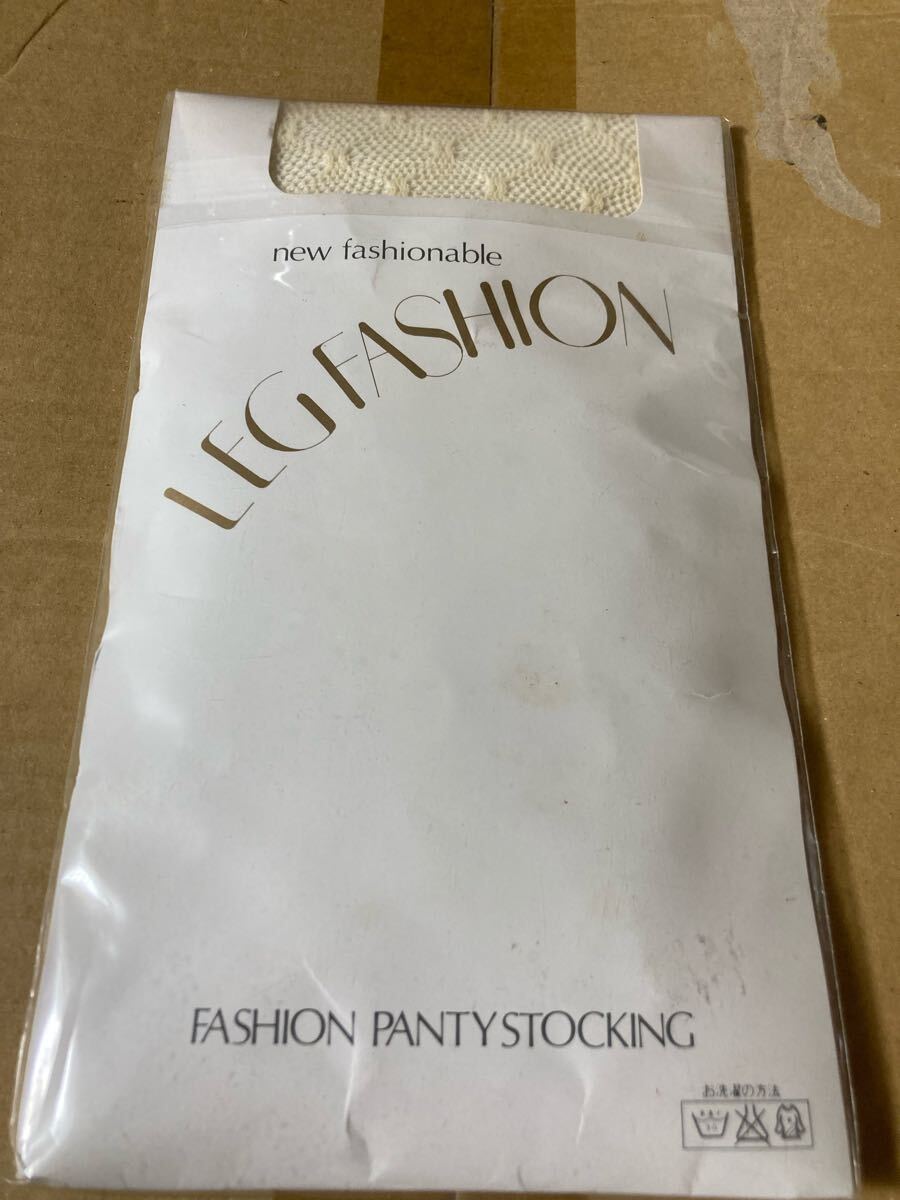 new fashionable
LEG FASHION
FASHION PANTYSTOCKING
お洗濯の方法